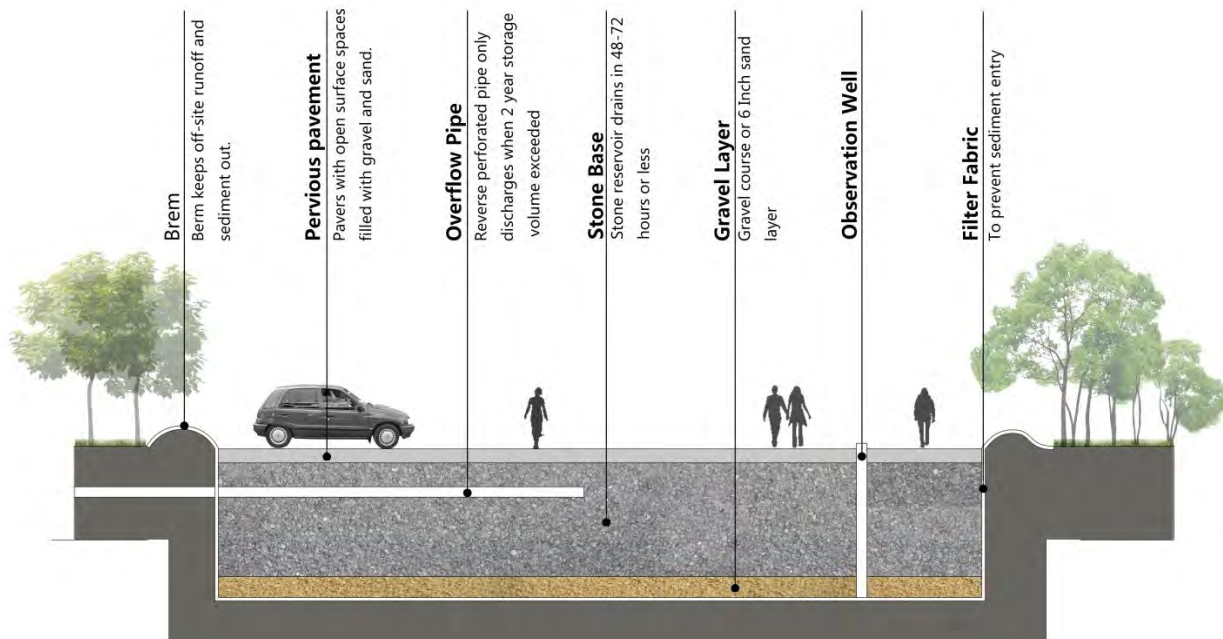 Brem
Berm keeps off-site runoff and
sediment out.
Pervious pavement
Pavers with open surface spaces
filled with gravel and sand.
Overflow Pipe
Reverse perforated pipe only
discharges when 2 year storage
volume exceeded
Stone Base
Stone reservoir drains in 48-72
hours or less
Gravel Layer
Gravel course or 6 Inch sand
layer
Observation Well
Filter Fabric
To prevent sediment entry